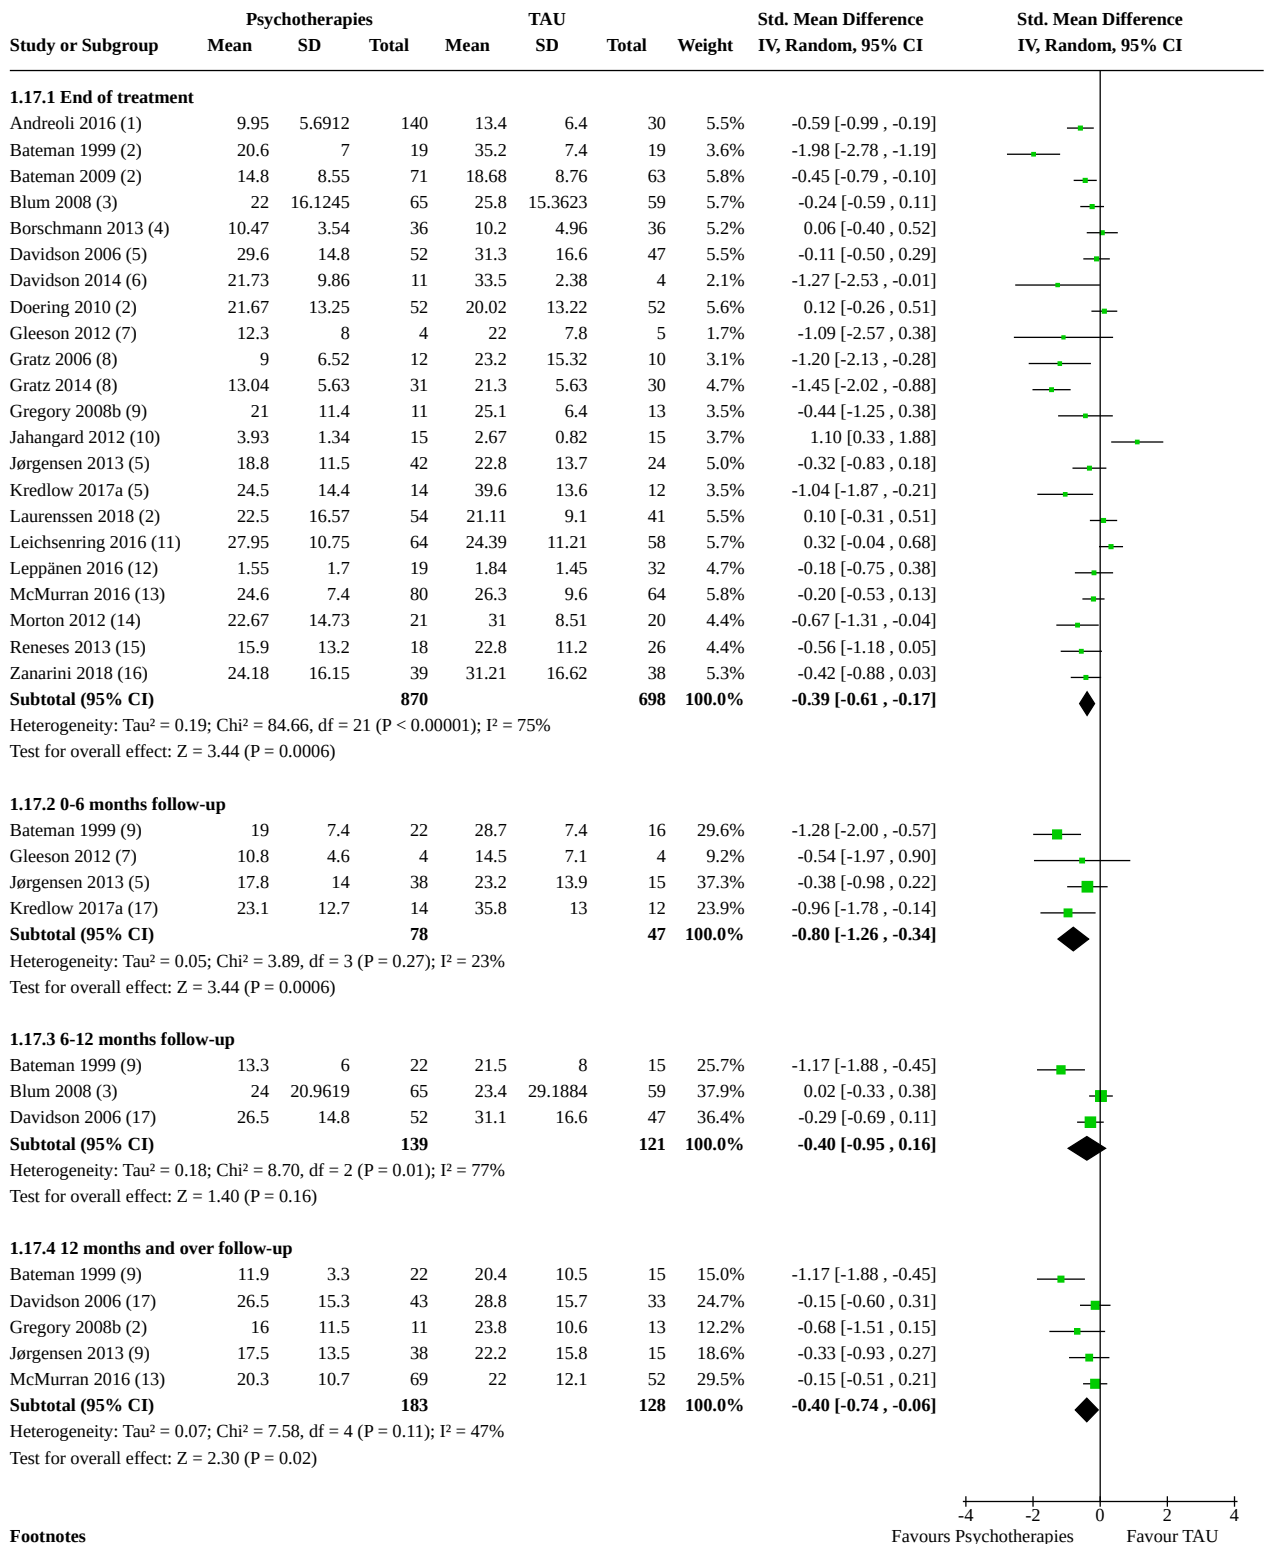 Psychotherapies TAU Std. Mean Difference Std. Mean Difference
Study or Subgroup Mean SD Total Mean SD Total Weight IV, Random, 95% CI IV, Random, 95% CI
1.17.1 End of treatment
Andreoli 2016 (1) 9.95 5.6912 140 13.4 6.4 30 5.5% -0.59 [-0.99 , -0.19]
Bateman 1999 (2) 20.6 7 19 35.2 7.4 19 3.6% -1.98 [-2.78 , -1.19]
Bateman 2009 (2) 14.8 8.55 71 18.68 8.76 63 5.8% -0.45 [-0.79 , -0.10]
Blum 2008 (3) 22 16.1245 65 25.8 15.3623 59 5.7% -0.24 [-0.59 , 0.11]
Borschmann 2013 (4) 10.47 3.54 36 10.2 4.96 36 5.2% 0.06 [-0.40 , 0.52]
Davidson 2006 (5) 29.6 14.8 52 31.3 16.6 47 5.5% -0.11 [-0.50 , 0.29]
Davidson 2014 (6) 21.73 9.86 11 33.5 2.38 4 2.1% -1.27 [-2.53 , -0.01]
Doering 2010 (2) 21.67 13.25 52 20.02 13.22 52 5.6% 0.12 [-0.26 , 0.51]
Gleeson 2012 (7) 12.3 8 4 22 7.8 5 1.7% -1.09 [-2.57 , 0.38]
Gratz 2006 (8) 9 6.52 12 23.2 15.32 10 3.1% -1.20 [-2.13 , -0.28]
Gratz 2014 (8) 13.04 5.63 31 21.3 5.63 30 4.7% -1.45 [-2.02 , -0.88]
Gregory 2008b (9) 21 11.4 11 25.1 6.4 13 3.5% -0.44 [-1.25 , 0.38]
Jahangard 2012 (10) 3.93 1.34 15 2.67 0.82 15 3.7% 1.10 [0.33 , 1.88]
Jørgensen 2013 (5) 18.8 11.5 42 22.8 13.7 24 5.0% -0.32 [-0.83 , 0.18]
Kredlow 2017a (5) 24.5 14.4 14 39.6 13.6 12 3.5% -1.04 [-1.87 , -0.21]
Laurenssen 2018 (2) 22.5 16.57 54 21.11 9.1 41 5.5% 0.10 [-0.31 , 0.51]
Leichsenring 2016 (11) 27.95 10.75 64 24.39 11.21 58 5.7% 0.32 [-0.04 , 0.68]
Leppänen 2016 (12) 1.55 1.7 19 1.84 1.45 32 4.7% -0.18 [-0.75 , 0.38]
McMurran 2016 (13) 24.6 7.4 80 26.3 9.6 64 5.8% -0.20 [-0.53 , 0.13]
Morton 2012 (14) 22.67 14.73 21 31 8.51 20 4.4% -0.67 [-1.31 , -0.04]
Reneses 2013 (15) 15.9 13.2 18 22.8 11.2 26 4.4% -0.56 [-1.18 , 0.05]
Zanarini 2018 (16) 24.18 16.15 39 31.21 16.62 38 5.3% -0.42 [-0.88 , 0.03]
Subtotal (95% CI) 870 698 100.0% -0.39 [-0.61 , -0.17]
Heterogeneity: Tau² = 0.19; Chi² = 84.66, df = 21 (P < 0.00001); I² = 75%
Test for overall effect: Z = 3.44 (P = 0.0006)
1.17.2 0-6 months follow-up
Bateman 1999 (9) 19 7.4 22 28.7 7.4 16 29.6% -1.28 [-2.00 , -0.57]
Gleeson 2012 (7) 10.8 4.6 4 14.5 7.1 4 9.2% -0.54 [-1.97 , 0.90]
Jørgensen 2013 (5) 17.8 14 38 23.2 13.9 15 37.3% -0.38 [-0.98 , 0.22]
Kredlow 2017a (17) 23.1 12.7 14 35.8 13 12 23.9% -0.96 [-1.78 , -0.14]
Subtotal (95% CI) 78 47 100.0% -0.80 [-1.26 , -0.34]
Heterogeneity: Tau² = 0.05; Chi² = 3.89, df = 3 (P = 0.27); I² = 23%
Test for overall effect: Z = 3.44 (P = 0.0006)
1.17.3 6-12 months follow-up
Bateman 1999 (9) 13.3 6 22 21.5 8 15 25.7% -1.17 [-1.88 , -0.45]
Blum 2008 (3) 24 20.9619 65 23.4 29.1884 59 37.9% 0.02 [-0.33 , 0.38]
Davidson 2006 (17) 26.5 14.8 52 31.1 16.6 47 36.4% -0.29 [-0.69 , 0.11]
Subtotal (95% CI) 139 121 100.0% -0.40 [-0.95 , 0.16]
Heterogeneity: Tau² = 0.18; Chi² = 8.70, df = 2 (P = 0.01); I² = 77%
Test for overall effect: Z = 1.40 (P = 0.16)
1.17.4 12 months and over follow-up
Bateman 1999 (9) 11.9 3.3 22 20.4 10.5 15 15.0% -1.17 [-1.88 , -0.45]
Davidson 2006 (17) 26.5 15.3 43 28.8 15.7 33 24.7% -0.15 [-0.60 , 0.31]
Gregory 2008b (2) 16 11.5 11 23.8 10.6 13 12.2% -0.68 [-1.51 , 0.15]
Jørgensen 2013 (9) 17.5 13.5 38 22.2 15.8 15 18.6% -0.33 [-0.93 , 0.27]
McMurran 2016 (13) 20.3 10.7 69 22 12.1 52 29.5% -0.15 [-0.51 , 0.21]
Subtotal (95% CI) 183 128 100.0% -0.40 [-0.74 , -0.06]
Heterogeneity: Tau² = 0.07; Chi² = 7.58, df = 4 (P = 0.11); I² = 47%
Test for overall effect: Z = 2.30 (P = 0.02)
-4 -2 0 2 4
Footnotes Favours Psychotherapies Favour TAU